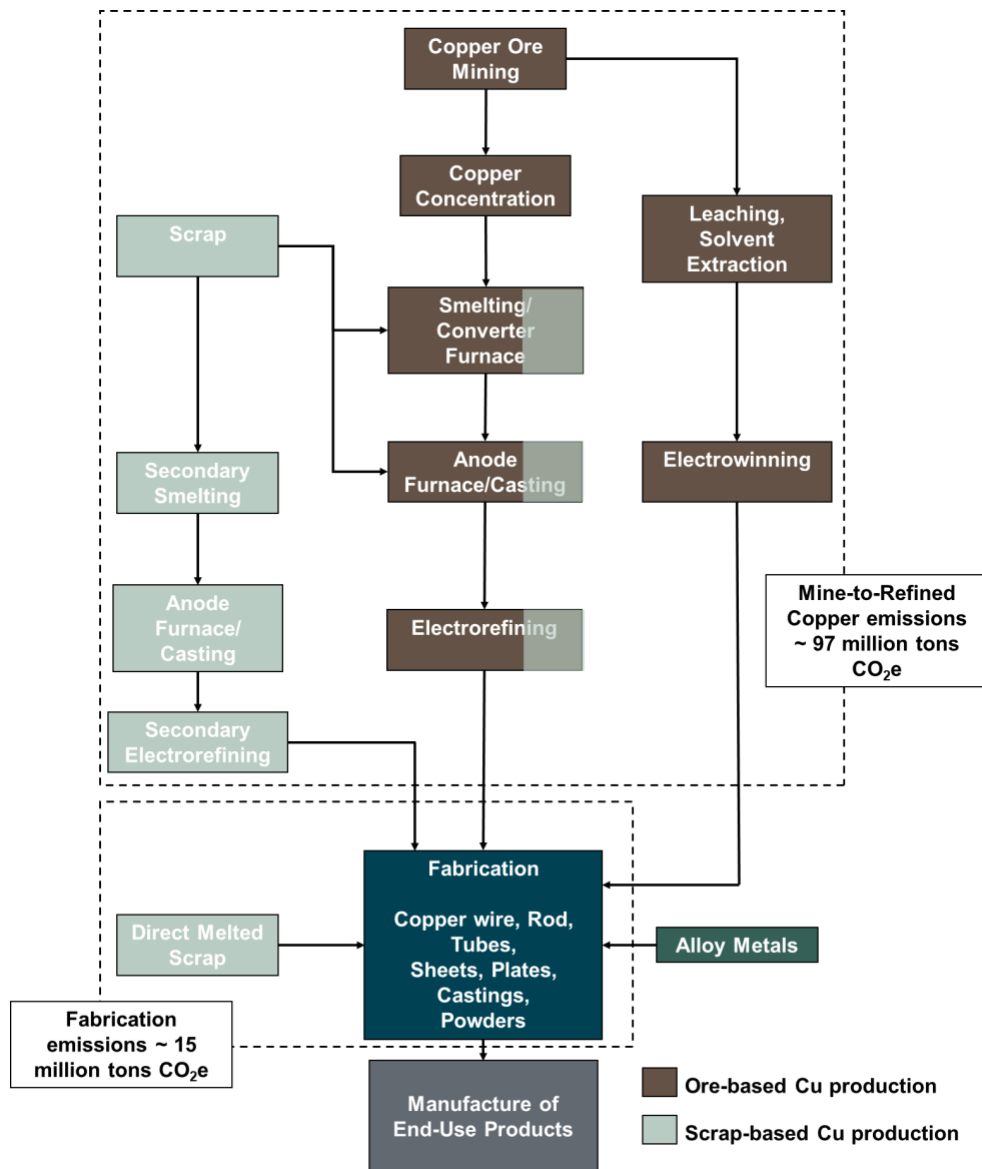 Copper Ore
Mining
Copper
Concentration
Scrap
Leaching,
Solvent
Extraction
Smelting/
Converter
Furnace
Secondary
Smelting
Anode
Furnace/Casting
Electrowinning
Anode
Furnace/
Casting
Electrorefining
Mine-to-Refined
Copper emissions
~ 97 million tons
CO₂e
Secondary
Electrorefining
Fabrication
Copper wire, Rod,
Tubes,
Sheets, Plates,
Castings,
Powders
Direct Melted
Scrap
Alloy Metals
Fabrication
emissions ~ 15
million tons CO₂e
Manufacture of
End-Use Products
Ore-based Cu production
Scrap-based Cu production